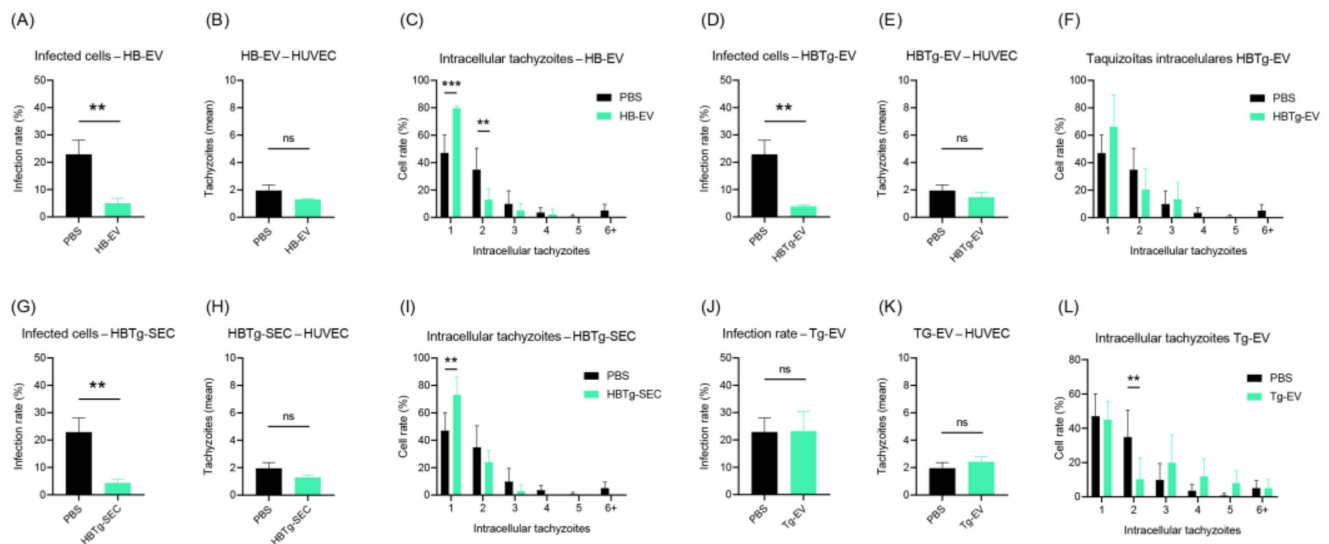 (A)
Infected cells – HB-EV
Infection rate (%)
50
40
30
20
10
0
**
PBS
HB-EV
(B)
HB-EV – HUVEC
Tachyzoites (mean)
10
8
6
4
2
0
ns
PBS
HB-EV
(C)
Intracellular tachyzoites – HB-EV
Cell rate (%)
100
80
60
40
20
0
***
**
PBS
HB-EV
1 2 3 4 5 6+
Intracellular tachyzoites
(D)
Infected cells – HBTg-EV
Infection rate (%)
50
40
30
20
10
0
**
PBS
HBTg-EV
(E)
HBTg-EV – HUVEC
Tachyzoites (mean)
10
8
6
4
2
0
ns
PBS
HBTg-EV
(F)
Taquizoítas intracelulares HBTg-EV
Cell rate (%)
100
80
60
40
20
0
PBS
HBTg-EV
1 2 3 4 5 6+
Intracellular tachyzoites
(G)
Infected cells – HBTg-SEC
Infection rate (%)
50
40
30
20
10
0
**
PBS
HBTg-SEC
(H)
HBTg-SEC – HUVEC
Tachyzoites (mean)
10
8
6
4
2
0
ns
PBS
HBTg-SEC
(I)
Intracellular tachyzoites – HBTg-SEC
Cell rate (%)
100
80
60
40
20
0
**
PBS
HBTg-SEC
1 2 3 4 5 6+
Intracellular tachyzoites
(J)
Infection rate – Tg-EV
Infection rate (%)
50
40
30
20
10
0
ns
PBS
Tg-EV
(K)
TG-EV – HUVEC
Tachyzoites (mean)
10
8
6
4
2
0
ns
PBS
Tg-EV
(L)
Intracellular tachyzoites Tg-EV
Cell rate (%)
80
60
40
20
0
**
PBS
Tg-EV
1 2 3 4 5 6+
Intracellular tachyzoites